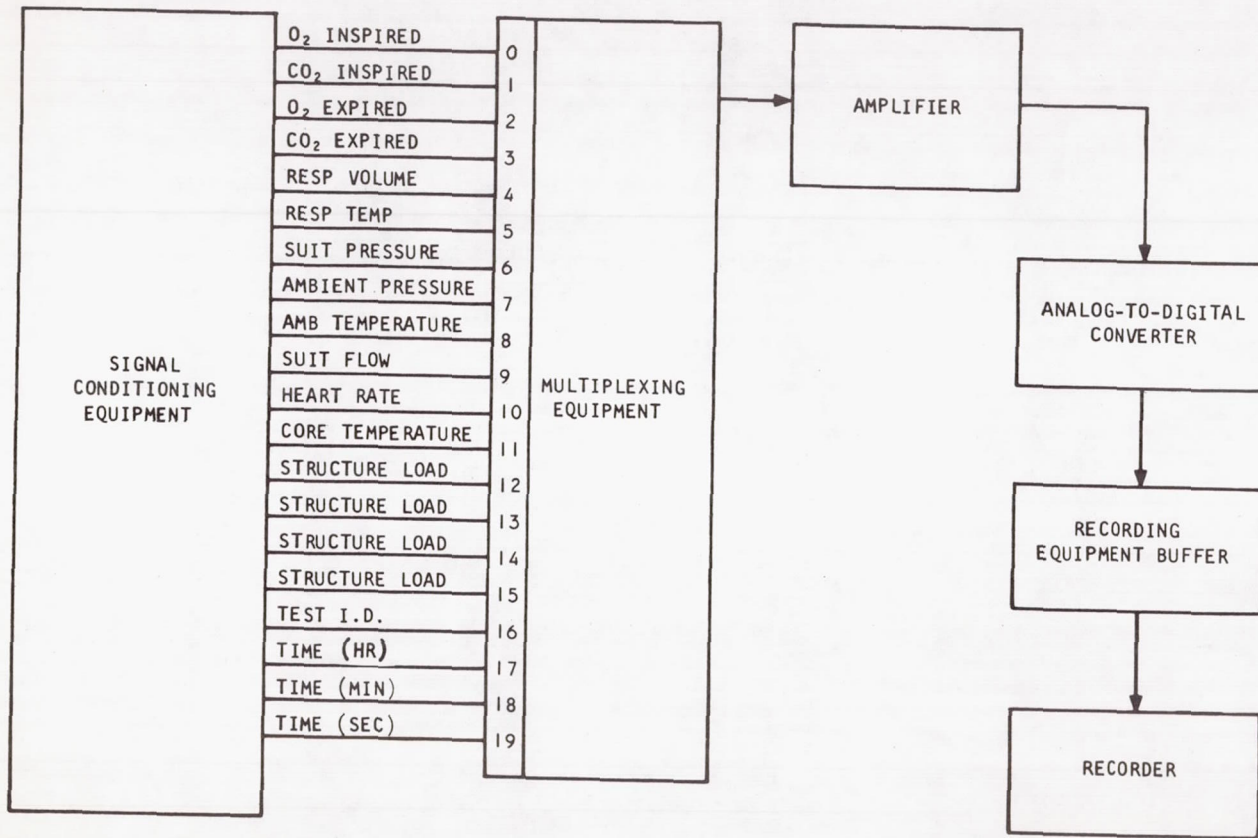 SIGNAL
CONDITIONING
EQUIPMENT
O₂ INSPIRED
0
CO₂ INSPIRED
1
O₂ EXPIRED
2
CO₂ EXPIRED
3
RESP VOLUME
4
RESP TEMP
5
SUIT PRESSURE
6
AMBIENT PRESSURE
7
AMB TEMPERATURE
8
SUIT FLOW
9
HEART RATE
10
CORE TEMPERATURE
11
STRUCTURE LOAD
12
STRUCTURE LOAD
13
STRUCTURE LOAD
14
STRUCTURE LOAD
15
TEST I.D.
16
TIME (HR)
17
TIME (MIN)
18
TIME (SEC)
19
MULTIPLEXING
EQUIPMENT
AMPLIFIER
ANALOG-TO-DIGITAL
CONVERTER
RECORDING
EQUIPMENT BUFFER
RECORDER